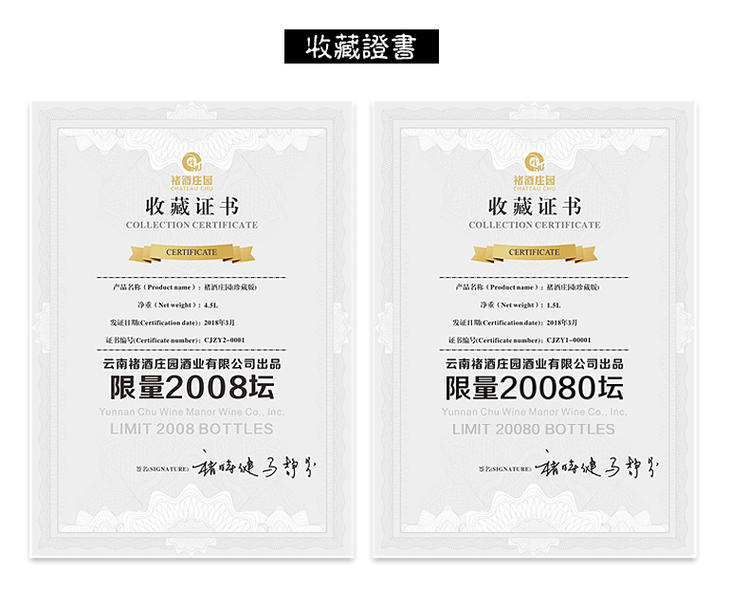 收藏證書
CHU
褚酒庄园
CHATEAU CHU
收藏证书
COLLECTION CERTIFICATE
CERTIFICATE
产品名称（Product name）：褚酒庄园(珍藏版)
净重（Net weight）：4.5L
发证日期(Certification date)：2018年3月
证书编号(Certificate number)：CJZY2-0001
云南褚酒庄园酒业有限公司出品
限量2008坛
Yunnan Chu Wine Manor Wine Co., Inc.
LIMIT 2008 BOTTLES
签名(SIGNATURE) 褚时健 马静芬
CHU
褚酒庄园
CHATEAU CHU
收藏证书
COLLECTION CERTIFICATE
CERTIFICATE
产品名称（Product name）：褚酒庄园(珍藏版)
净重（Net weight）：1.5L
发证日期(Certification date)：2018年3月
证书编号(Certificate number)：CJZY1-00001
云南褚酒庄园酒业有限公司出品
限量20080坛
Yunnan Chu Wine Manor Wine Co., Inc.
LIMIT 20080 BOTTLES
签名(SIGNATURE) 褚时健 马静芬